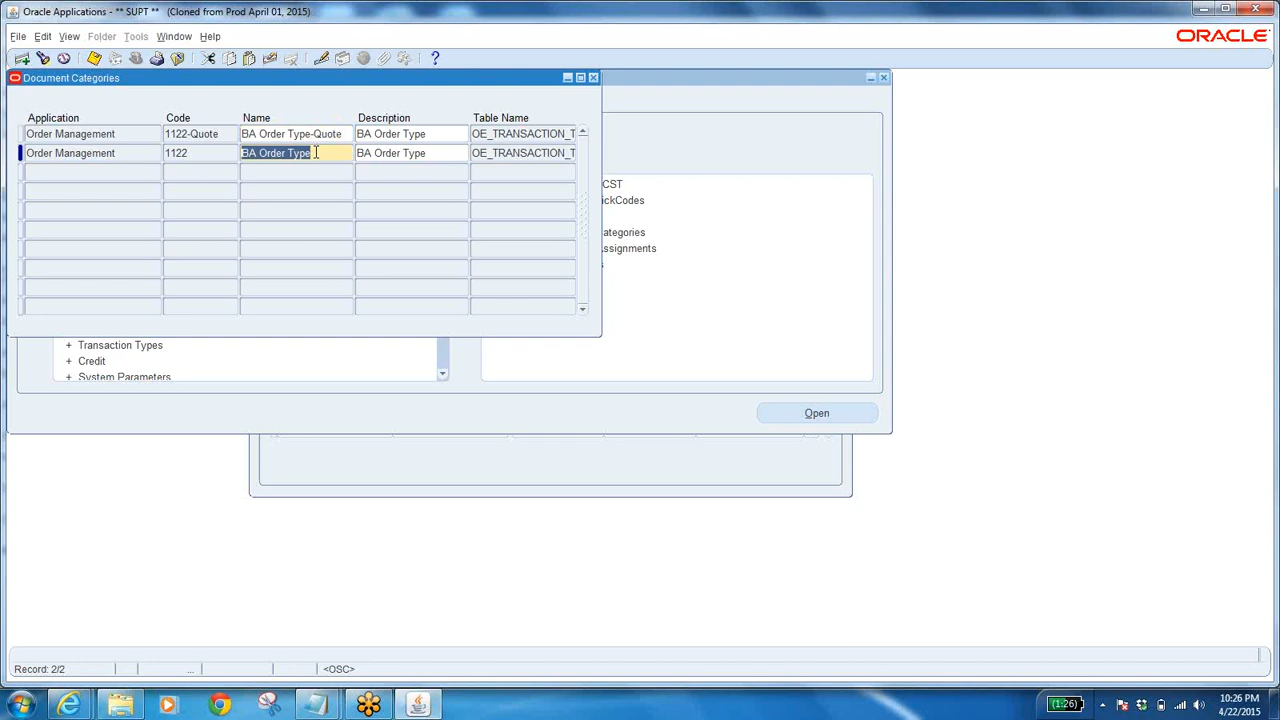 Oracle Applications - ** SUPT ** (Cloned from Prod April 01, 2015)
File Edit View Folder Tools Window Help
ORACLE
Document Categories
Application Code Name Description Table Name
Order Management 1122-Quote BA Order Type-Quote BA Order Type OE_TRANSACTION_T
Order Management 1122 BA Order Type BA Order Type OE_TRANSACTION_T
CST
ickCodes
ategories
ssignments
s
+ Transaction Types
+ Credit
+ System Parameters
Open
Record: 2/2 ... <OSC>
(1:26)
10:26 PM
4/22/2015